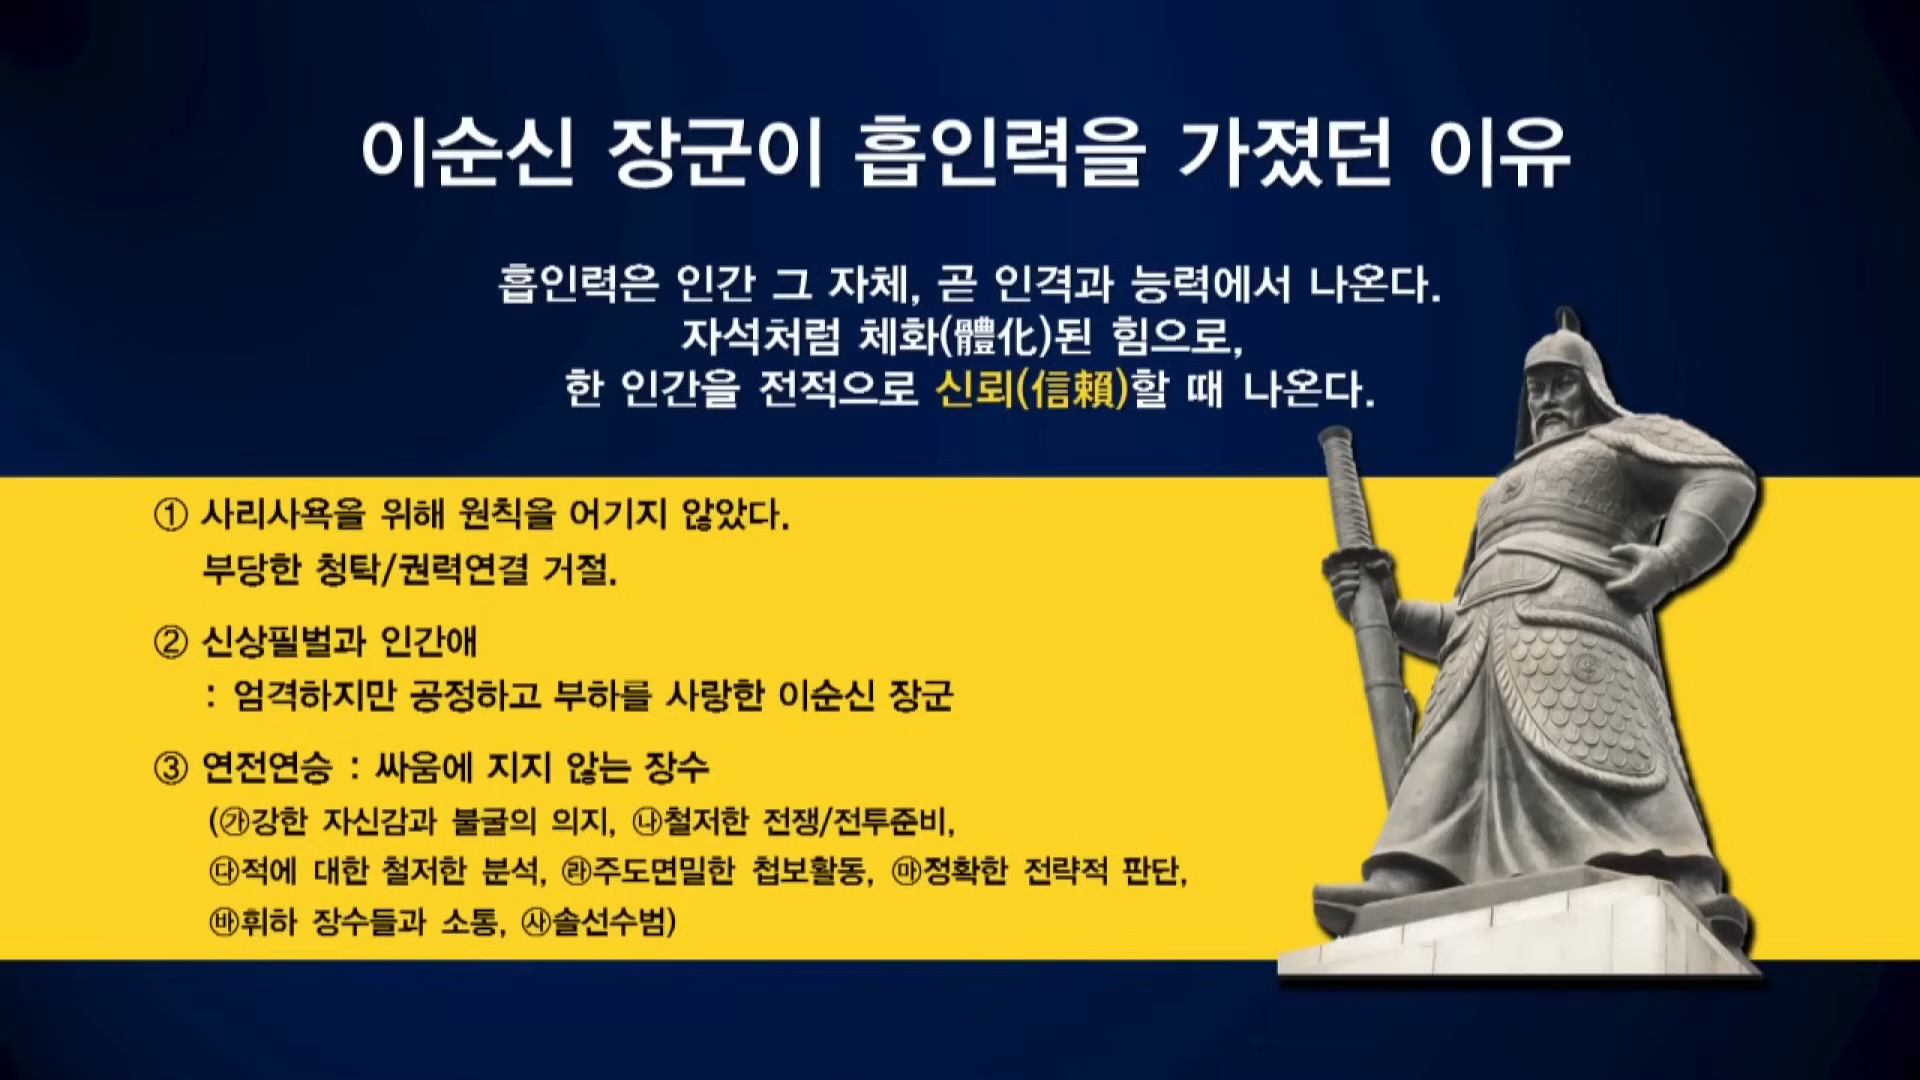 이순신 장군이 흡인력을 가졌던 이유
흡인력은 인간 그 자체, 곧 인격과 능력에서 나온다.
자석처럼 체화(體化)된 힘으로,
한 인간을 전적으로 신뢰(信賴)할 때 나온다.
① 사리사욕을 위해 원칙을 어기지 않았다.
부당한 청탁/권력연결 거절.
② 신상필벌과 인간애
: 엄격하지만 공정하고 부하를 사랑한 이순신 장군
③ 연전연승 : 싸움에 지지 않는 장수
(㉮강한 자신감과 불굴의 의지, ㉯철저한 전쟁/전투준비,
㉰적에 대한 철저한 분석, ㉱주도면밀한 첩보활동, ㉲정확한 전략적 판단,
㉳휘하 장수들과 소통, ㉴솔선수범)